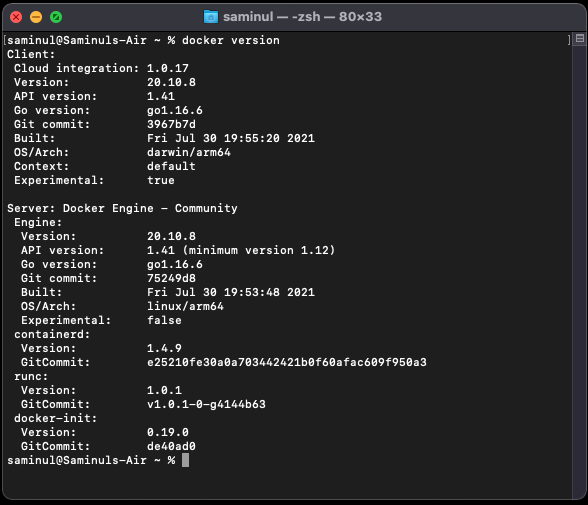 saminul — -zsh — 80×33
[saminul@Saminuls-Air ~ % docker version ]
Client:
 Cloud integration: 1.0.17
 Version:           20.10.8
 API version:       1.41
 Go version:        go1.16.6
 Git commit:        3967b7d
 Built:             Fri Jul 30 19:55:20 2021
 OS/Arch:           darwin/arm64
 Context:           default
 Experimental:      true

Server: Docker Engine - Community
 Engine:
  Version:          20.10.8
  API version:      1.41 (minimum version 1.12)
  Go version:       go1.16.6
  Git commit:       75249d8
  Built:            Fri Jul 30 19:53:48 2021
  OS/Arch:          linux/arm64
  Experimental:     false
 containerd:
  Version:          1.4.9
  GitCommit:        e25210fe30a0a703442421b0f60afac609f950a3
 runc:
  Version:          1.0.1
  GitCommit:        v1.0.1-0-g4144b63
 docker-init:
  Version:          0.19.0
  GitCommit:        de40ad0
saminul@Saminuls-Air ~ %